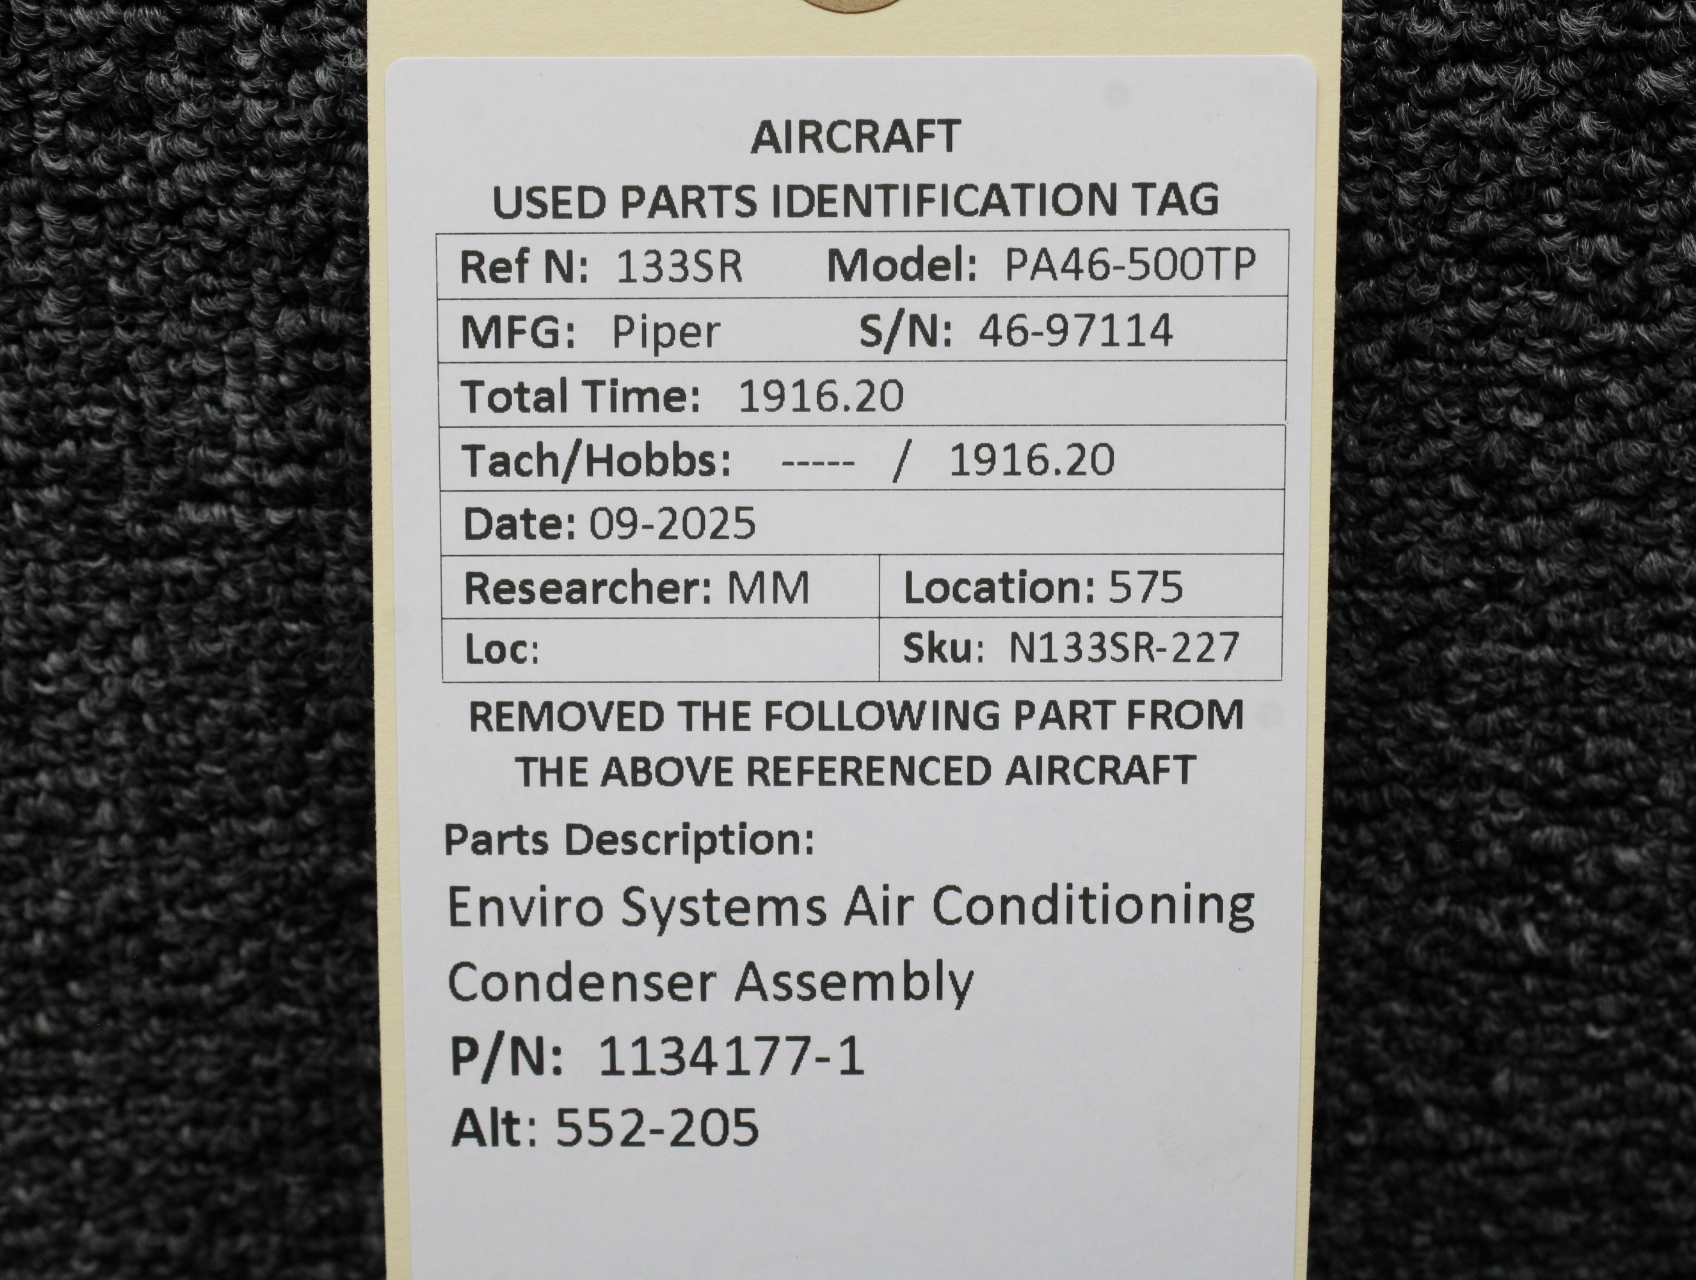 AIRCRAFT
USED PARTS IDENTIFICATION TAG
Ref N: 133SR Model: PA46-500TP
MFG: Piper S/N: 46-97114
Total Time: 1916.20
Tach/Hobbs: ----- / 1916.20
Date: 09-2025
Researcher: MM Location: 575
Loc: Sku: N133SR-227
REMOVED THE FOLLOWING PART FROM
THE ABOVE REFERENCED AIRCRAFT
Parts Description:
Enviro Systems Air Conditioning
Condenser Assembly
P/N: 1134177-1
Alt: 552-205